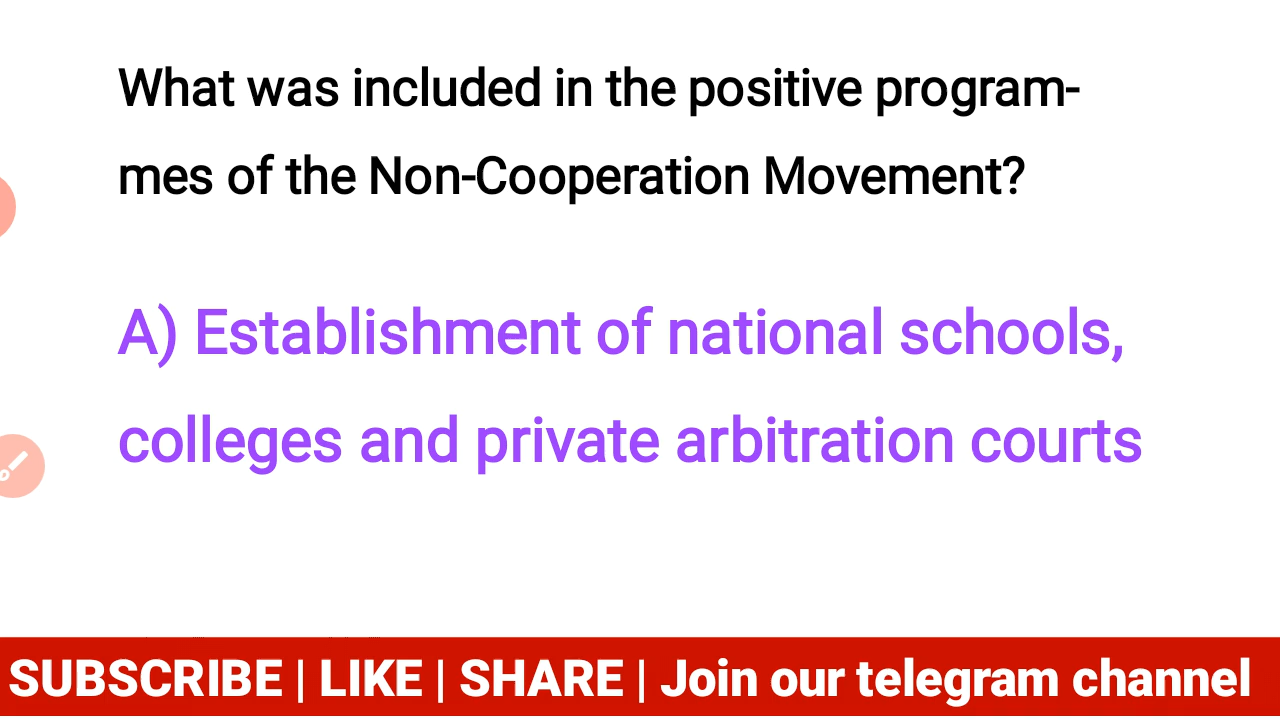 What was included in the positive program-
mes of the Non-Cooperation Movement?
A) Establishment of national schools,
colleges and private arbitration courts
SUBSCRIBE | LIKE | SHARE | Join our telegram channel